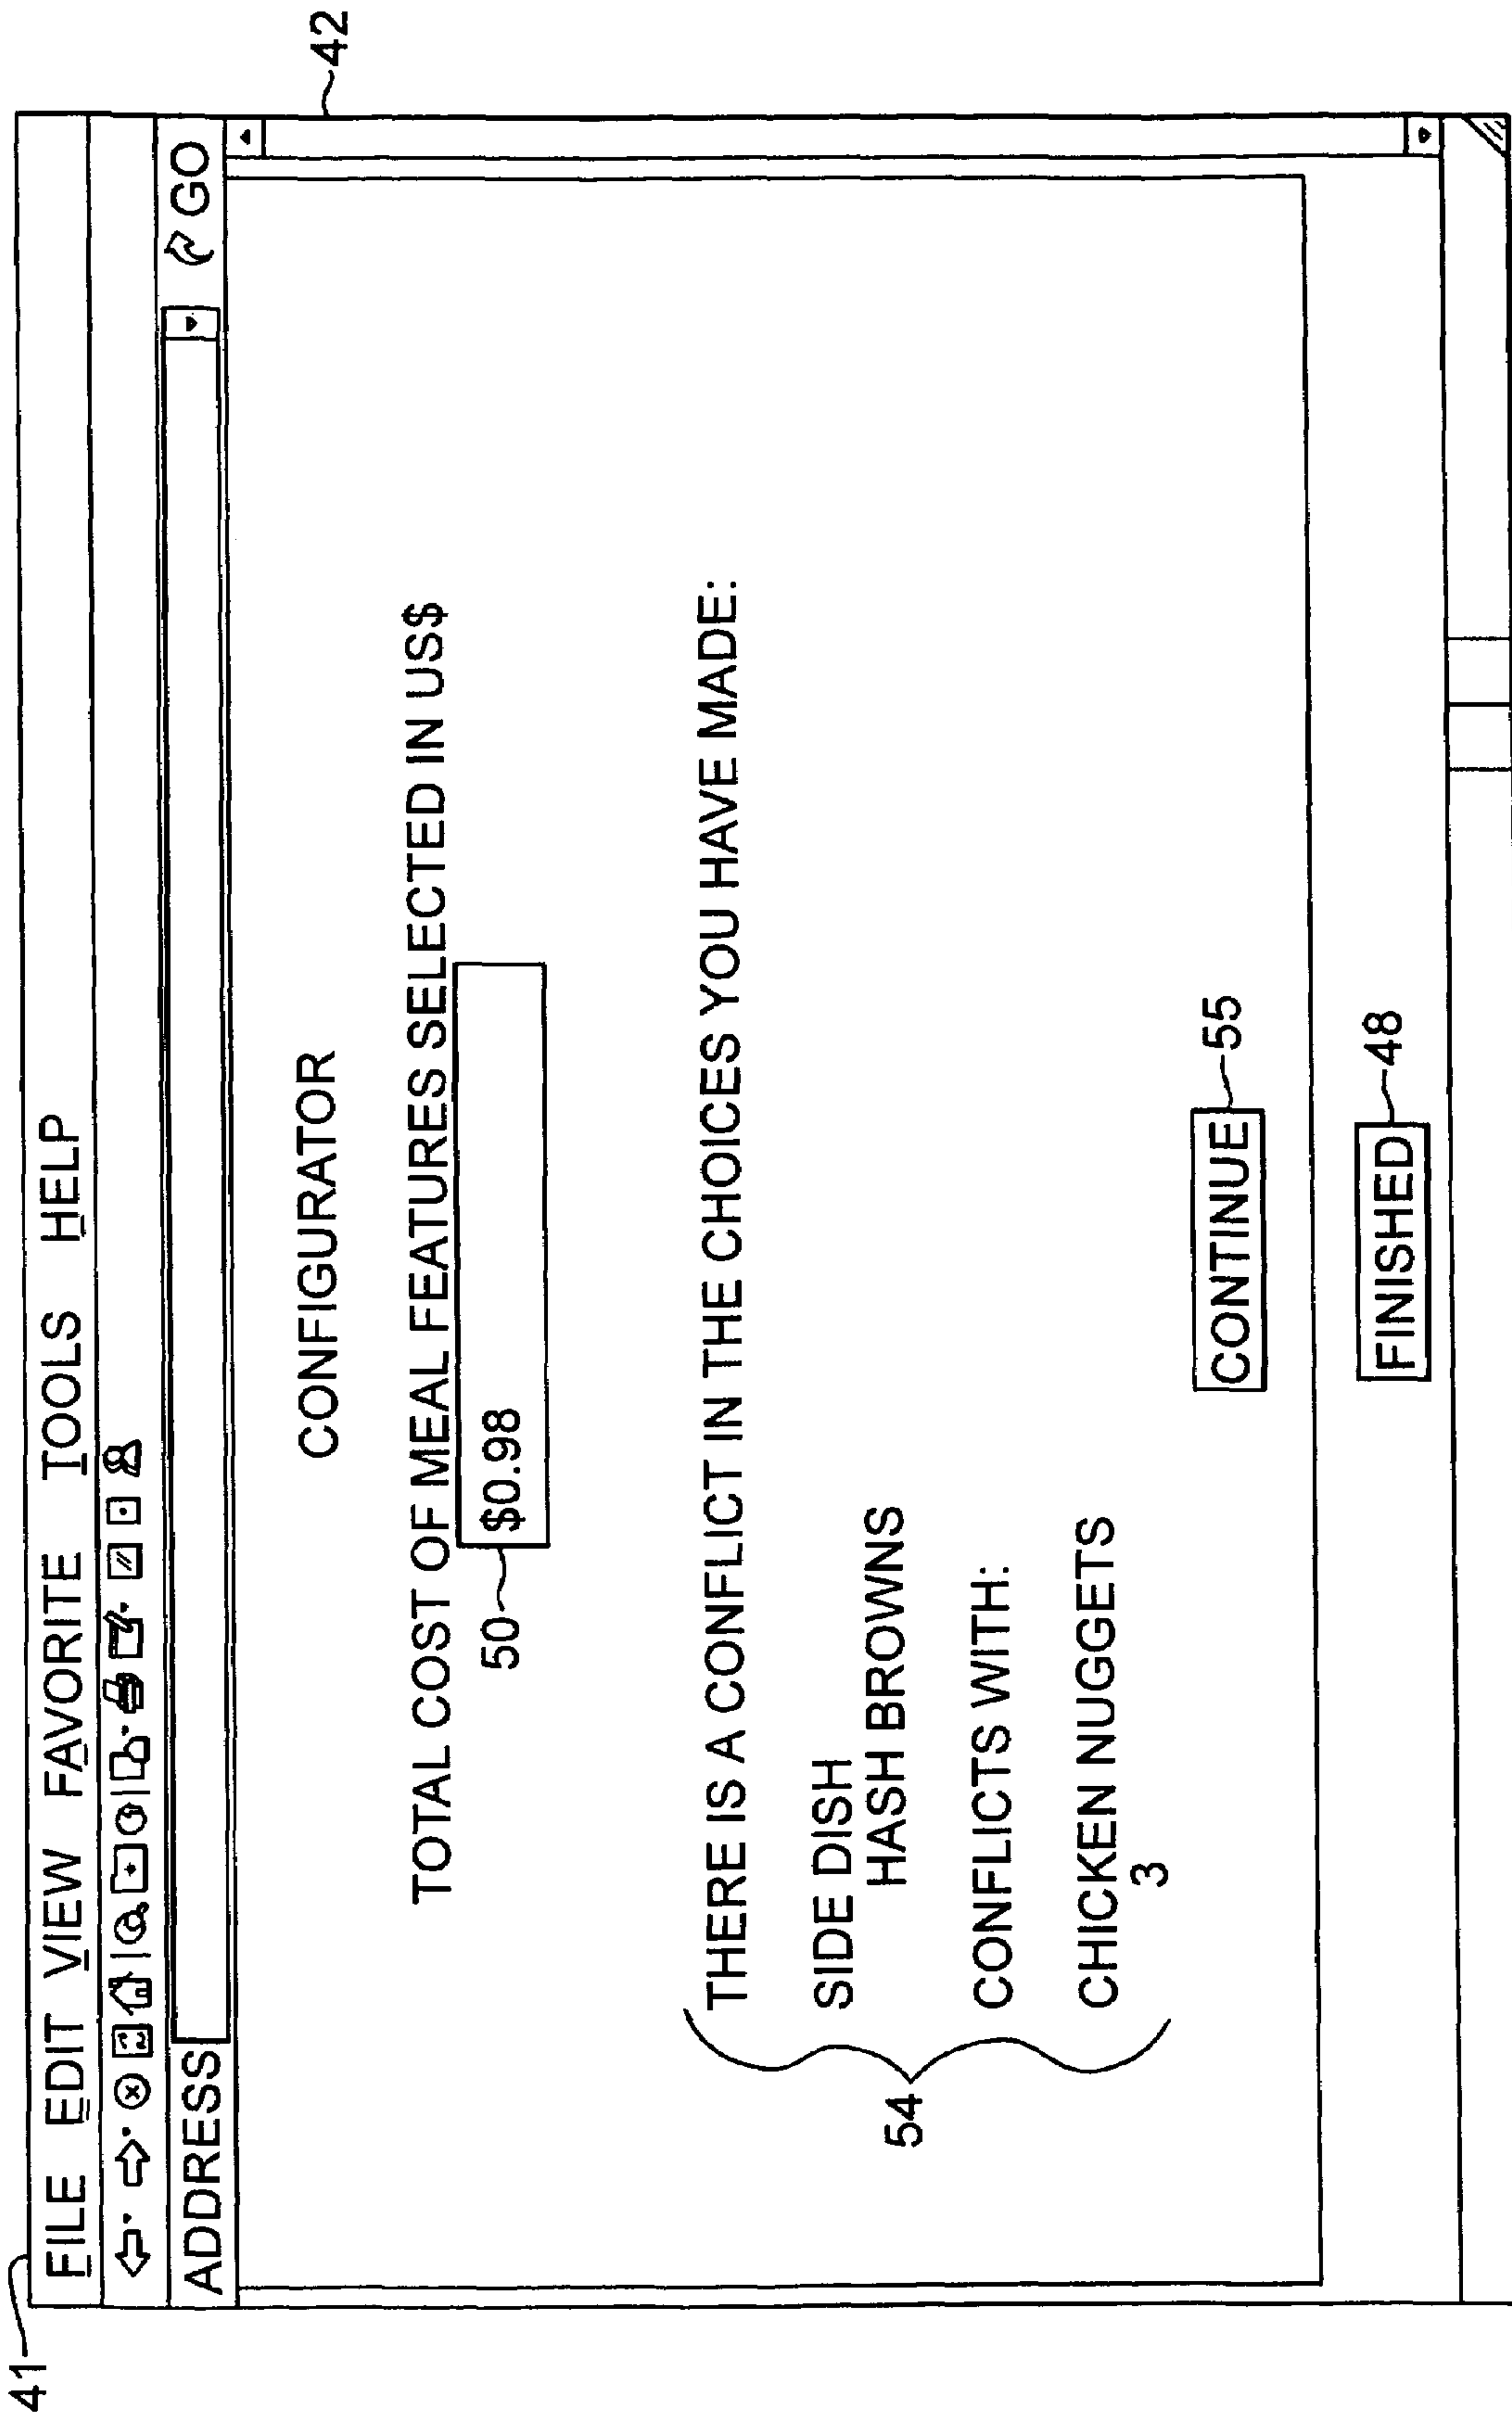 41
FILE EDIT VIEW FAVORITE TOOLS HELP
ADDRESS GO
42
CONFIGURATOR
TOTAL COST OF MEAL FEATURES SELECTED IN US$
50 $0.98
THERE IS A CONFLICT IN THE CHOICES YOU HAVE MADE:
SIDE DISH
HASH BROWNS
54
CONFLICTS WITH:
CHICKEN NUGGETS
3
CONTINUE 55
FINISHED 48